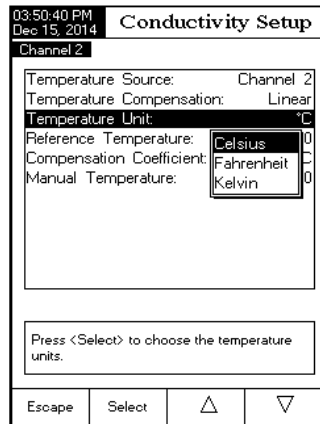 03:50:40 PM
Dec 15, 2014
Conductivity Setup
Channel 2
Temperature Source: Channel 2
Temperature Compensation: Linear
Temperature Unit: °C
Reference Temperature: 0
Compensation Coefficient: C
Manual Temperature: 0
Celsius
Fahrenheit
Kelvin
Press <Select> to choose the temperature
units.
Escape Select △ ▽